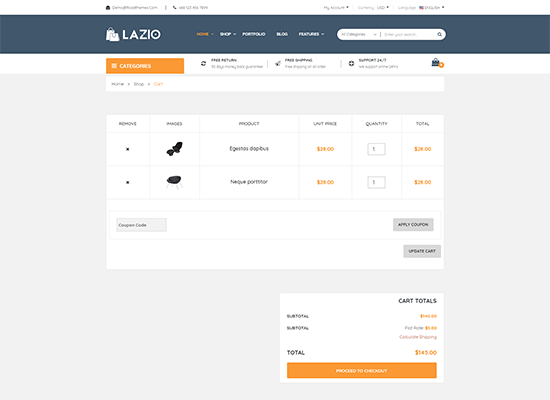 Demo@RoadThemes.Com
+88 123 456 7899
My Account
Currency: USD
Language: ENGLISH
LAZIO
HOME
SHOP
PORTFOLIO
BLOG
FEATURES
All Categories
Enter your search...
CATEGORIES
FREE RETURN
30 days money back guarantee!
FREE SHIPPING
Free shipping on all order
SUPPORT 24/7
We support online 24hrs
Home > Shop > Cart
REMOVE IMAGES PRODUCT UNIT PRICE QUANTITY TOTAL
Egestas dapibus $28.00 1 $28.00
Neque porttitor $28.00 1 $28.00
Coupon Code
APPLY COUPON
UPDATE CART
CART TOTALS
SUBTOTAL $140.00
SUBTOTAL Flat Rate: $5.00
Calculate Shipping
TOTAL $145.00
PROCEED TO CHECKOUT